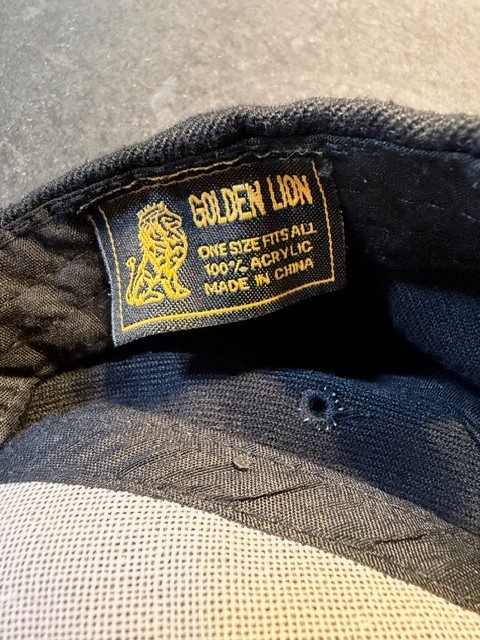 GOLDEN LION
ONE SIZE FITS ALL
100% ACRYLIC
MADE IN CHINA